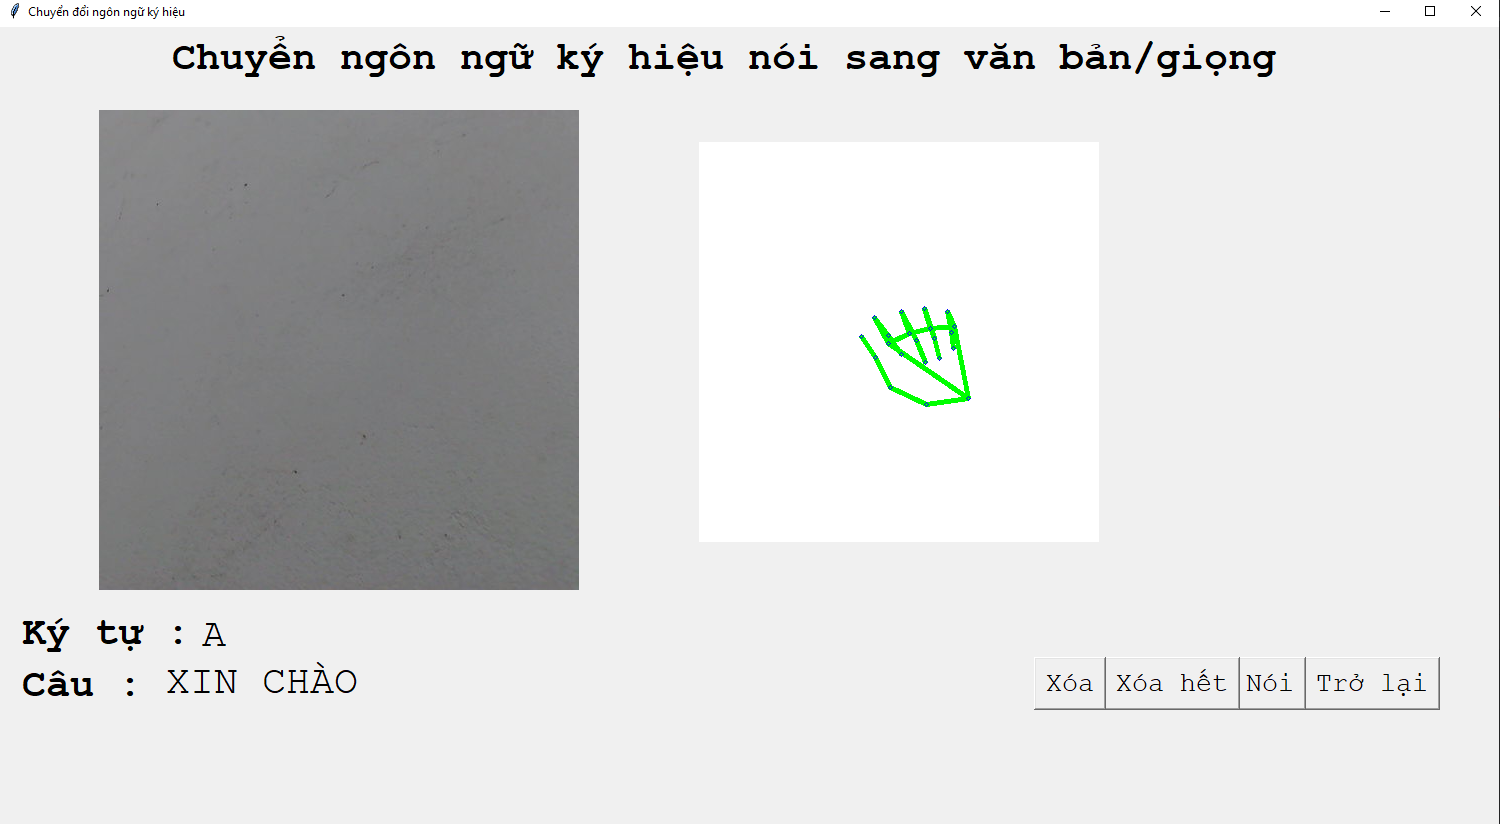 Chuyển đổi ngôn ngữ ký hiệu
Chuyển ngôn ngữ ký hiệu nói sang văn bản/giọng
Ký tự : A
Câu : XIN CHÀO
Xóa Xóa hết Nói Trở lại